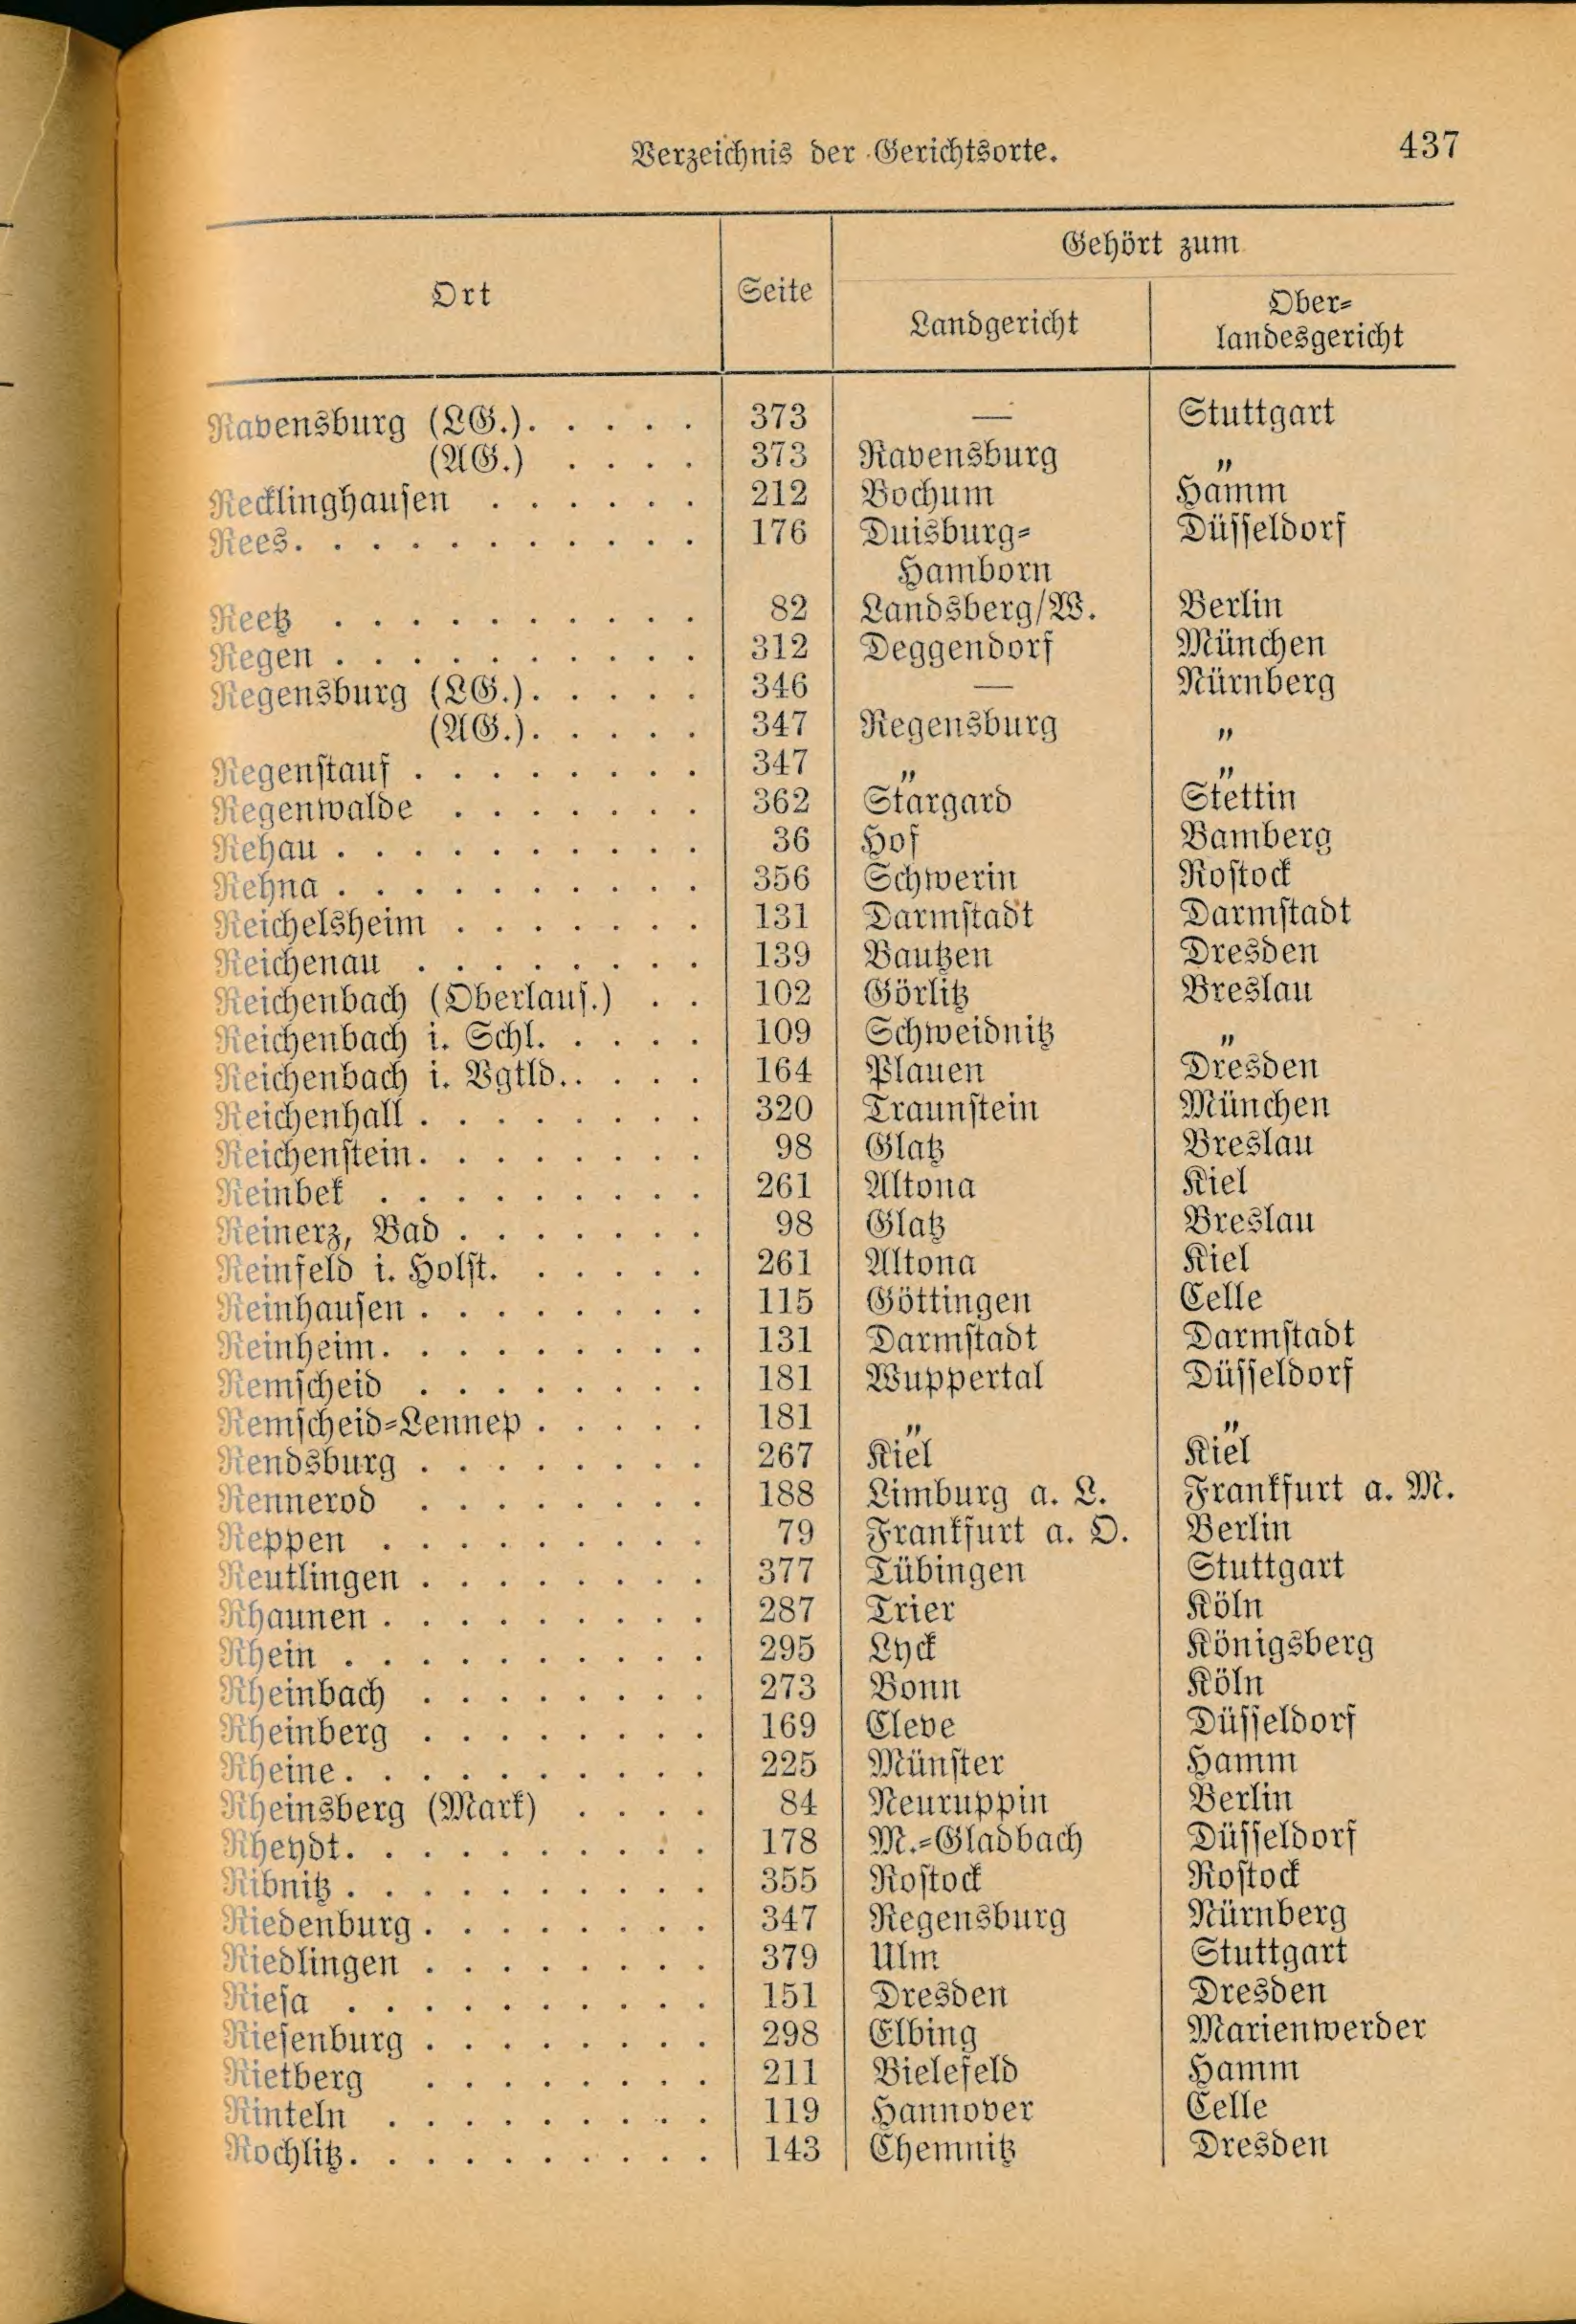 Verzeichnis der Gerichtsorte. 437
Ort Seite Gehört zum
Landgericht Ober-
landesgericht
Ravensburg (LG.). . . . . 373 — Stuttgart
(AG.) . . . . 373 Ravensburg "
Recklinghausen . . . . . . 212 Bochum Hamm
Rees. . . . . . . . . . . 176 Duisburg- Düsseldorf
Hamborn
Reetz . . . . . . . . . . 82 Landsberg/W. Berlin
Regen . . . . . . . . . . 312 Deggendorf München
Regensburg (LG.). . . . . 346 — Nürnberg
(AG.). . . . . 347 Regensburg "
Regenstauf . . . . . . . . 347 " "
Regenwalde . . . . . . . 362 Stargard Stettin
Rehau . . . . . . . . . . 36 Hof Bamberg
Rehna . . . . . . . . . . 356 Schwerin Rostock
Reichelsheim . . . . . . . 131 Darmstadt Darmstadt
Reichenau . . . . . . . . 139 Bautzen Dresden
Reichenbach (Oberlaus.) . . 102 Görlitz Breslau
Reichenbach i. Schl. . . . . 109 Schweidnitz "
Reichenbach i. Vgtld.. . . . 164 Plauen Dresden
Reichenhall . . . . . . . . 320 Traunstein München
Reichenstein. . . . . . . . 98 Glatz Breslau
Reinbek . . . . . . . . . 261 Altona Kiel
Reinerz, Bad . . . . . . . 98 Glatz Breslau
Reinfeld i. Holst. . . . . . 261 Altona Kiel
Reinhausen . . . . . . . . 115 Göttingen Celle
Reinheim. . . . . . . . . 131 Darmstadt Darmstadt
Remscheid . . . . . . . . 181 Wuppertal Düsseldorf
Remscheid-Lennep . . . . . 181 " "
Rendsburg . . . . . . . . 267 Kiel Kiel
Rennerod . . . . . . . . 188 Limburg a. L. Frankfurt a. M.
Reppen . . . . . . . . . 79 Frankfurt a. O. Berlin
Reutlingen . . . . . . . . 377 Tübingen Stuttgart
Rhaunen . . . . . . . . . 287 Trier Köln
Rhein . . . . . . . . . . 295 Lyck Königsberg
Rheinbach . . . . . . . . 273 Bonn Köln
Rheinberg . . . . . . . . 169 Cleve Düsseldorf
Rheine. . . . . . . . . . 225 Münster Hamm
Rheinsberg (Mark) . . . . 84 Neuruppin Berlin
Rheydt. . . . . . . . . . 178 M.-Gladbach Düsseldorf
Ribnitz . . . . . . . . . . 355 Rostock Rostock
Riedenburg . . . . . . . . 347 Regensburg Nürnberg
Riedlingen . . . . . . . . 379 Ulm Stuttgart
Riesa . . . . . . . . . . 151 Dresden Dresden
Riesenburg . . . . . . . . 298 Elbing Marienwerder
Rietberg . . . . . . . . 211 Bielefeld Hamm
Rinteln . . . . . . . . . 119 Hannover Celle
Rochlitz. . . . . . . . . . 143 Chemnitz Dresden